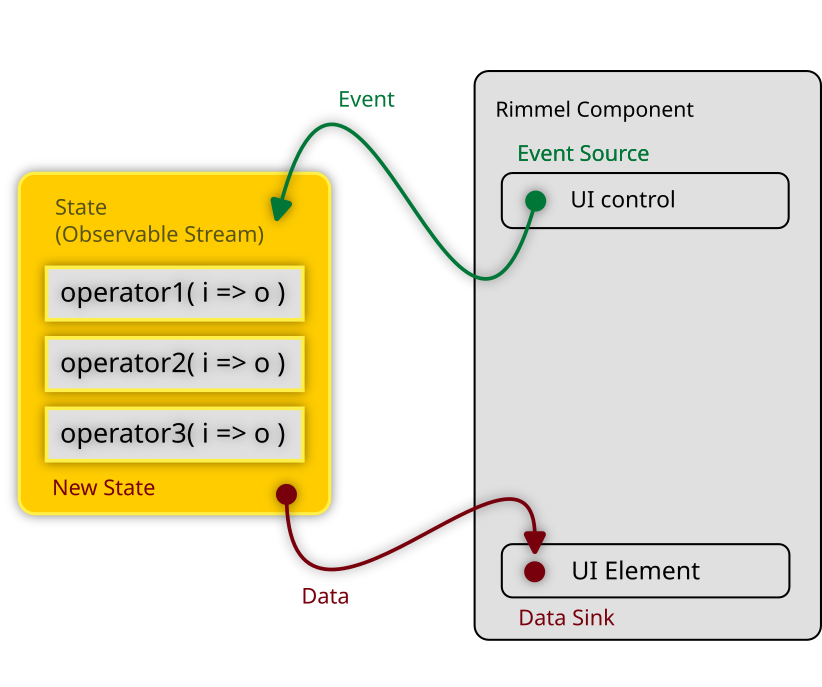 Event
State
(Observable Stream)
operator1( i => o )
operator2( i => o )
operator3( i => o )
New State
Data
Rimmel Component
Event Source
UI control
UI Element
Data Sink